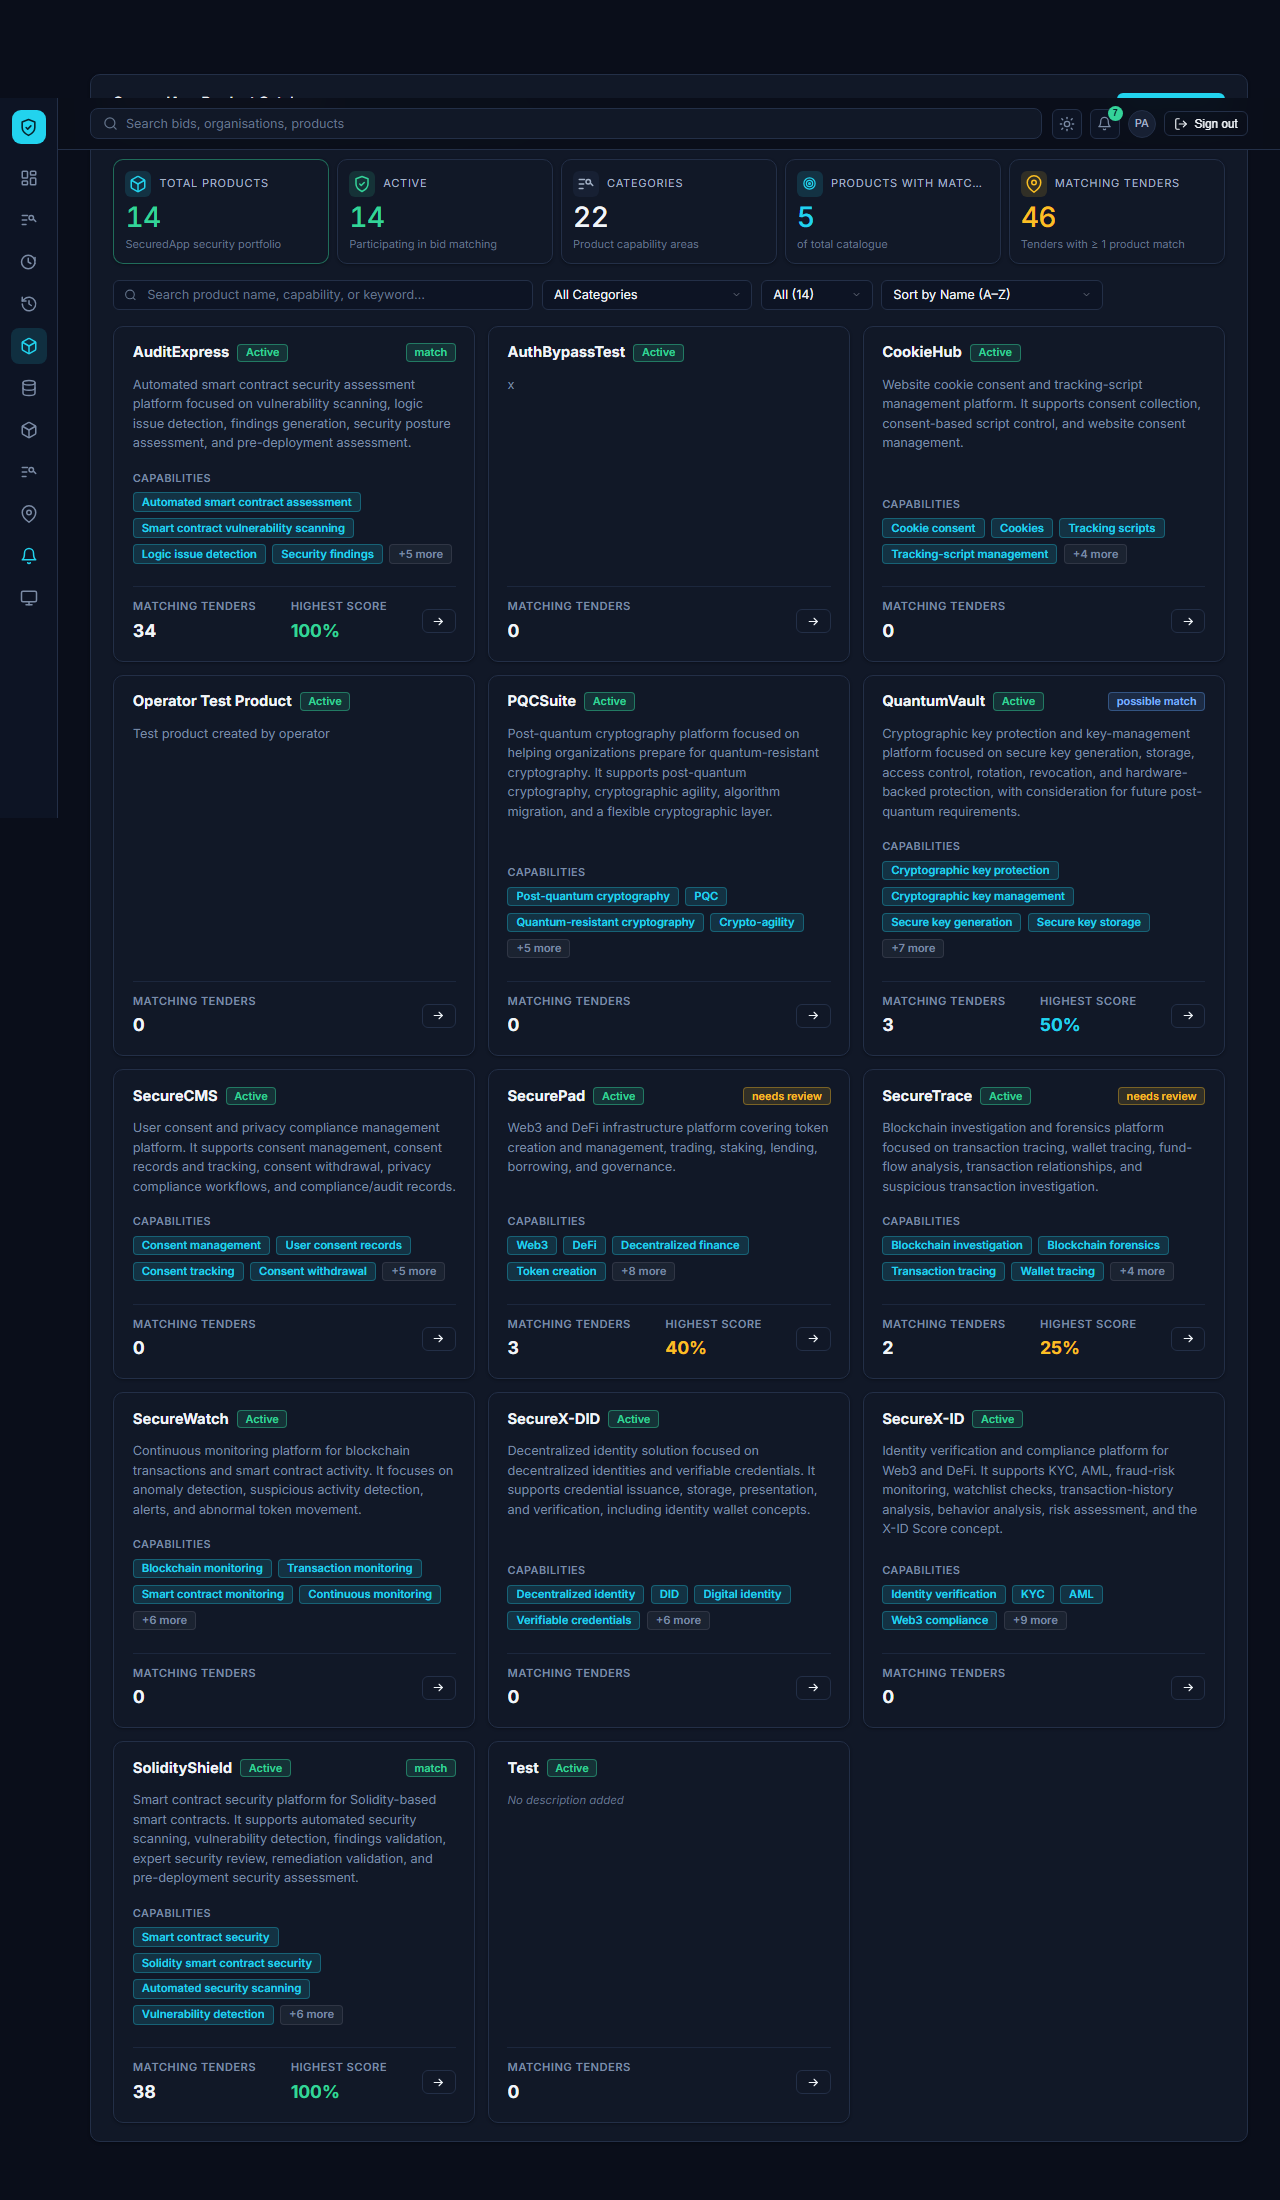 Search bids, organisations, products
7
PA
Sign out
TOTAL PRODUCTS
14
SecuredApp security portfolio
ACTIVE
14
Participating in bid matching
CATEGORIES
22
Product capability areas
PRODUCTS WITH MATC...
5
of total catalogue
MATCHING TENDERS
46
Tenders with ≥ 1 product match
Search product name, capability, or keyword...
All Categories
All (14)
Sort by Name (A–Z)
AuditExpress
Active
match
Automated smart contract security assessment
platform focused on vulnerability scanning, logic
issue detection, findings generation, security posture
assessment, and pre-deployment assessment.
CAPABILITIES
Automated smart contract assessment
Smart contract vulnerability scanning
Logic issue detection
Security findings
+5 more
MATCHING TENDERS
34
HIGHEST SCORE
100%
AuthBypassTest
Active
x
MATCHING TENDERS
0
CookieHub
Active
Website cookie consent and tracking-script
management platform. It supports consent collection,
consent-based script control, and website consent
management.
CAPABILITIES
Cookie consent
Cookies
Tracking scripts
Tracking-script management
+4 more
MATCHING TENDERS
0
Operator Test Product
Active
Test product created by operator
MATCHING TENDERS
0
PQCSuite
Active
Post-quantum cryptography platform focused on
helping organizations prepare for quantum-resistant
cryptography. It supports post-quantum
cryptography, cryptographic agility, algorithm
migration, and a flexible cryptographic layer.
CAPABILITIES
Post-quantum cryptography
PQC
Quantum-resistant cryptography
Crypto-agility
+5 more
MATCHING TENDERS
0
QuantumVault
Active
possible match
Cryptographic key protection and key-management
platform focused on secure key generation, storage,
access control, rotation, revocation, and hardware-
backed protection, with consideration for future post-
quantum requirements.
CAPABILITIES
Cryptographic key protection
Cryptographic key management
Secure key generation
Secure key storage
+7 more
MATCHING TENDERS
3
HIGHEST SCORE
50%
SecureCMS
Active
User consent and privacy compliance management
platform. It supports consent management, consent
records and tracking, consent withdrawal, privacy
compliance workflows, and compliance/audit records.
CAPABILITIES
Consent management
User consent records
Consent tracking
Consent withdrawal
+5 more
MATCHING TENDERS
0
SecurePad
Active
needs review
Web3 and DeFi infrastructure platform covering token
creation and management, trading, staking, lending,
borrowing, and governance.
CAPABILITIES
Web3
DeFi
Decentralized finance
Token creation
+8 more
MATCHING TENDERS
3
HIGHEST SCORE
40%
SecureTrace
Active
needs review
Blockchain investigation and forensics platform
focused on transaction tracing, wallet tracing, fund-
flow analysis, transaction relationships, and
suspicious transaction investigation.
CAPABILITIES
Blockchain investigation
Blockchain forensics
Transaction tracing
Wallet tracing
+4 more
MATCHING TENDERS
2
HIGHEST SCORE
25%
SecureWatch
Active
Continuous monitoring platform for blockchain
transactions and smart contract activity. It focuses on
anomaly detection, suspicious activity detection,
alerts, and abnormal token movement.
CAPABILITIES
Blockchain monitoring
Transaction monitoring
Smart contract monitoring
Continuous monitoring
+6 more
MATCHING TENDERS
0
SecureX-DID
Active
Decentralized identity solution focused on
decentralized identities and verifiable credentials. It
supports credential issuance, storage, presentation,
and verification, including identity wallet concepts.
CAPABILITIES
Decentralized identity
DID
Digital identity
Verifiable credentials
+6 more
MATCHING TENDERS
0
SecureX-ID
Active
Identity verification and compliance platform for
Web3 and DeFi. It supports KYC, AML, fraud-risk
monitoring, watchlist checks, transaction-history
analysis, behavior analysis, risk assessment, and the
X-ID Score concept.
CAPABILITIES
Identity verification
KYC
AML
Web3 compliance
+9 more
MATCHING TENDERS
0
SolidityShield
Active
match
Smart contract security platform for Solidity-based
smart contracts. It supports automated security
scanning, vulnerability detection, findings validation,
expert security review, remediation validation, and
pre-deployment security assessment.
CAPABILITIES
Smart contract security
Solidity smart contract security
Automated security scanning
Vulnerability detection
+6 more
MATCHING TENDERS
38
HIGHEST SCORE
100%
Test
Active
No description added
MATCHING TENDERS
0